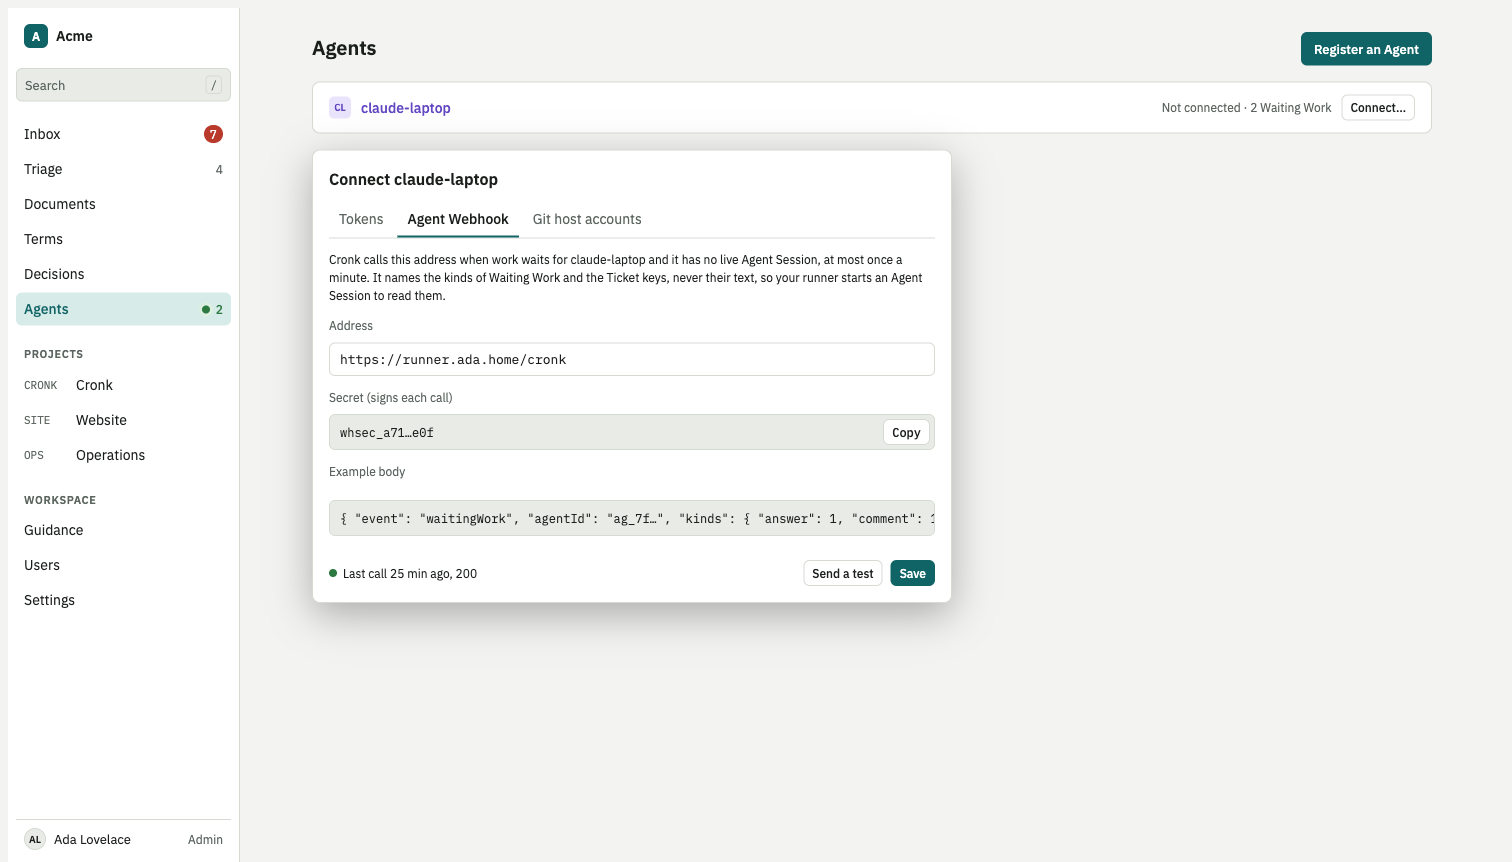 A Acme
Search /
Inbox 7
Triage 4
Documents
Terms
Decisions
Agents 2
PROJECTS
CRONK Cronk
SITE Website
OPS Operations
WORKSPACE
Guidance
Users
Settings
AL Ada Lovelace Admin
Agents
Register an Agent
CL claude-laptop
Not connected · 2 Waiting Work
Connect…
Connect claude-laptop
Tokens Agent Webhook Git host accounts
Cronk calls this address when work waits for claude-laptop and it has no live Agent Session, at most once a
minute. It names the kinds of Waiting Work and the Ticket keys, never their text, so your runner starts an Agent
Session to read them.
Address
https://runner.ada.home/cronk
Secret (signs each call)
whsec_a71…e0f
Copy
Example body
{ "event": "waitingWork", "agentId": "ag_7f…", "kinds": { "answer": 1, "comment": 1
Last call 25 min ago, 200
Send a test
Save